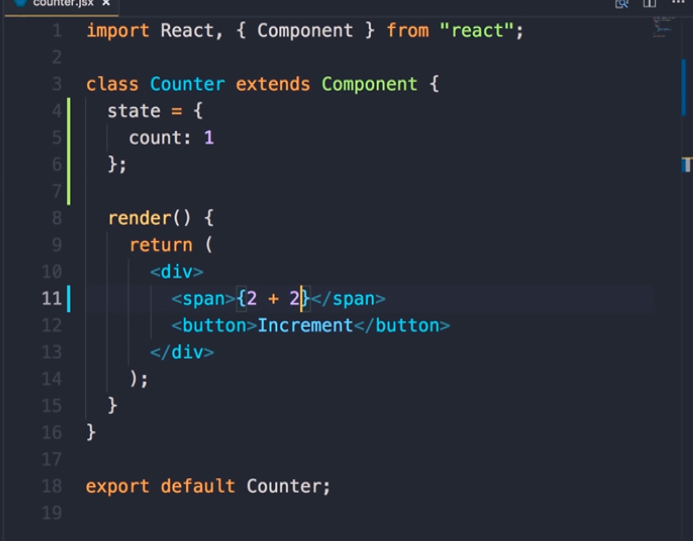 counter.jsx ×
1 import React, { Component } from "react";
2
3 class Counter extends Component {
4   state = {
5     count: 1
6   };
7
8   render() {
9     return (
10       <div>
11         <span>{2 + 2}</span>
12         <button>Increment</button>
13       </div>
14     );
15   }
16 }
17
18 export default Counter;
19